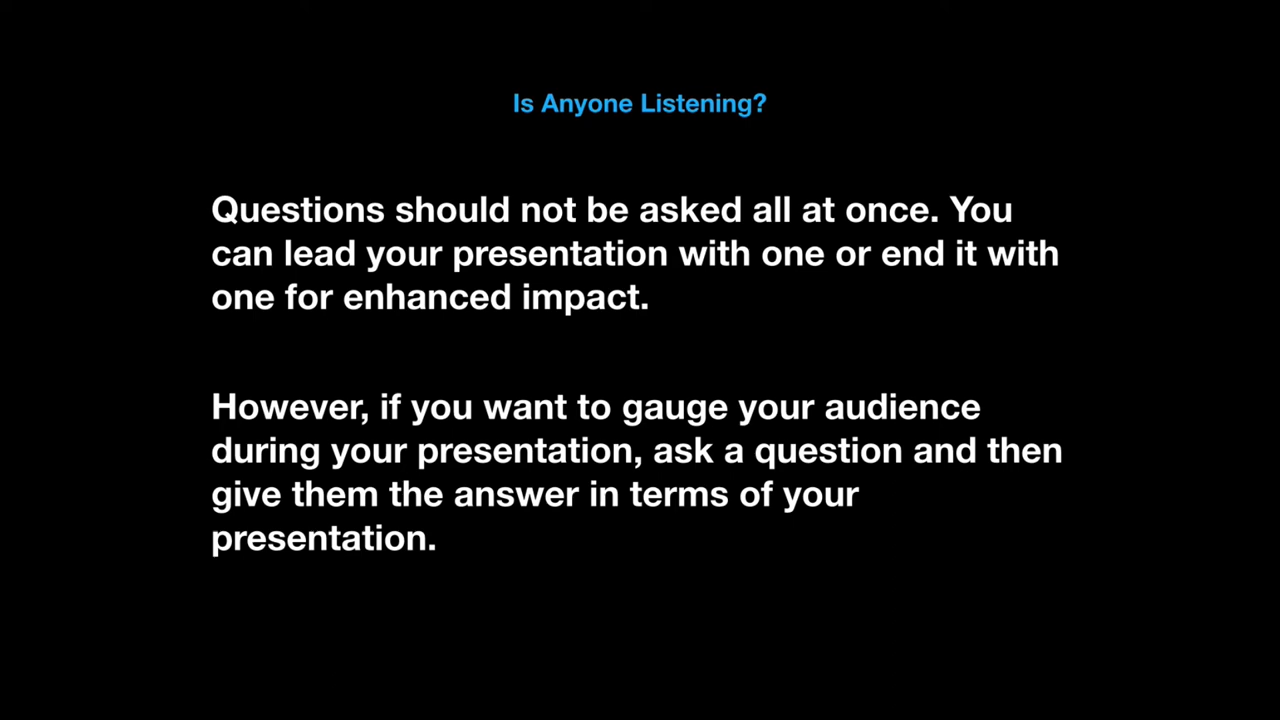 Is Anyone Listening?
Questions should not be asked all at once. You
can lead your presentation with one or end it with
one for enhanced impact.
However, if you want to gauge your audience
during your presentation, ask a question and then
give them the answer in terms of your
presentation.